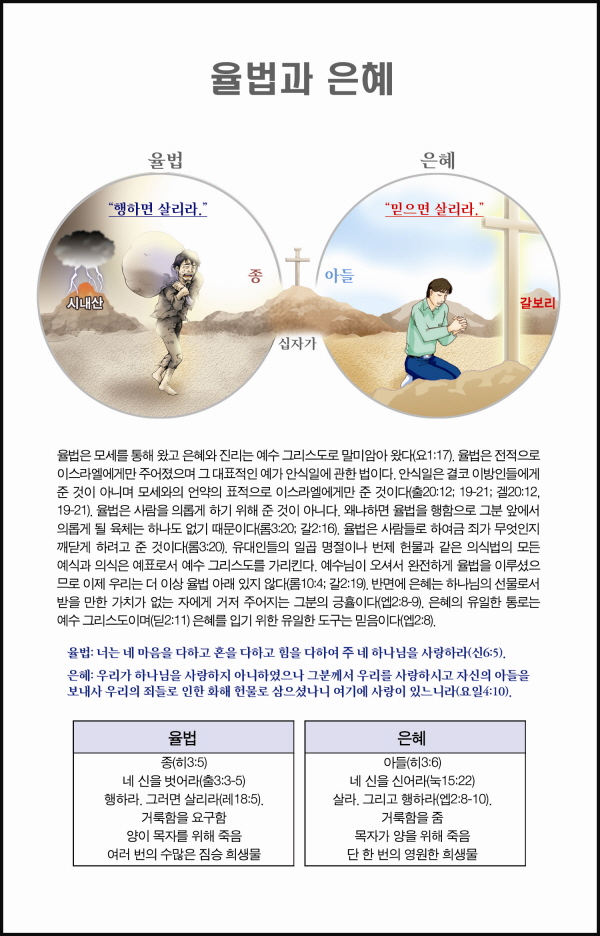 율법과 은혜
율법
은혜
“행하면 살리라.”
“믿으면 살리라.”
시내산
종
아들
갈보리
십자가
율법은 모세를 통해 왔고 은혜와 진리는 예수 그리스도로 말미암아 왔다(요1:17). 율법은 전적으로
이스라엘에게만 주어졌으며 그 대표적인 예가 안식일에 관한 법이다. 안식일은 결코 이방인들에게
준 것이 아니며 모세와의 언약의 표적으로 이스라엘에게만 준 것이다(출20:12; 19-21; 겔20:12,
19-21). 율법은 사람을 의롭게 하기 위해 준 것이 아니다. 왜냐하면 율법을 행함으로 그분 앞에서
의롭게 될 육체는 하나도 없기 때문이다(롬3:20; 갈2:16). 율법은 사람들로 하여금 죄가 무엇인지
깨닫게 하려고 준 것이다(롬3:20). 유대인들의 일곱 명절이나 번제 헌물과 같은 의식법의 모든
예식과 의식은 예표로서 예수 그리스도를 가리킨다. 예수님이 오셔서 완전하게 율법을 이루셨으
므로 이제 우리는 더 이상 율법 아래 있지 않다(롬10:4; 갈2:19). 반면에 은혜는 하나님의 선물로서
받을 만한 가치가 없는 자에게 거저 주어지는 그분의 긍휼이다(엡2:8-9). 은혜의 유일한 통로는
예수 그리스도이며(딛2:11) 은혜를 입기 위한 유일한 도구는 믿음이다(엡2:8).
율법: 너는 네 마음을 다하고 혼을 다하고 힘을 다하여 주 네 하나님을 사랑하라(신6:5).
은혜: 우리가 하나님을 사랑하지 아니하였으나 그분께서 우리를 사랑하시고 자신의 아들을
보내사 우리의 죄들로 인한 화해 헌물로 삼으셨나니 여기에 사랑이 있느니라(요일4:10).
율법
종(히3:5)
네 신을 벗어라(출3:3-5)
행하라. 그러면 살리라(레18:5).
거룩함을 요구함
양이 목자를 위해 죽음
여러 번의 수많은 짐승 희생물
은혜
아들(히3:6)
네 신을 신어라(눅15:22)
살라. 그리고 행하라(엡2:8-10).
거룩함을 줌
목자가 양을 위해 죽음
단 한 번의 영원한 희생물